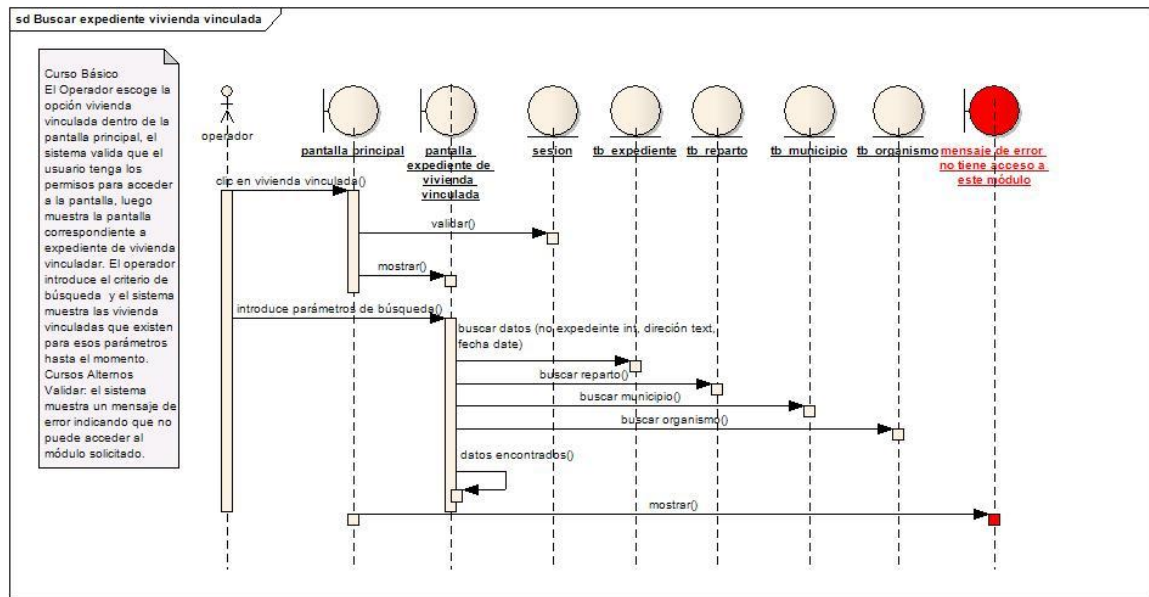 sd Buscar expediente vivienda vinculada
Curso Básico
El Operador escoge la
opción vivienda
vinculada dentro de la
pantalla principal, el
sistema valida que el
usuario tenga los
permisos para acceder
a la pantalla, luego
muestra la pantalla
correspondiente a
expediente de vivienda
vinculadar. El operador
introduce el criterio de
búsqueda y el sistema
muestra las vivienda
vinculadas que existen
para esos parámetros
hasta el momento.
Cursos Alternos
Validar: el sistema
muestra un mensaje de
error indicando que no
puede acceder al
módulo solicitado.
operador
pantalla principal
pantalla
expediente de
vivienda
vinculada
sesion
tb_expediente
tb_reparto
tb_municipio
tb_organismo
mensaje de error
no tiene acceso a
este módulo
clic en vivienda vinculada()
validar()
mostrar()
introduce parámetros de búsqueda()
buscar datos (no expedeinte int, direción text,
fecha date)
buscar reparto()
buscar municipio()
buscar organismo()
datos encontrados()
mostrar()